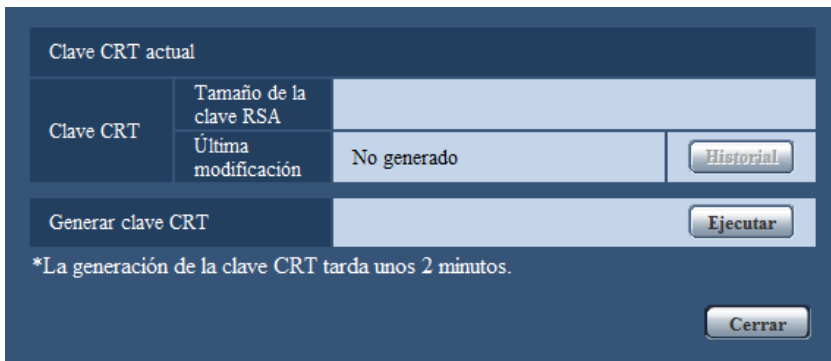 Clave CRT actual
Clave CRT
Tamaño de la
clave RSA
Última
modificación
No generado
Historial
Generar clave CRT
Ejecutar
*La generación de la clave CRT tarda unos 2 minutos.
Cerrar